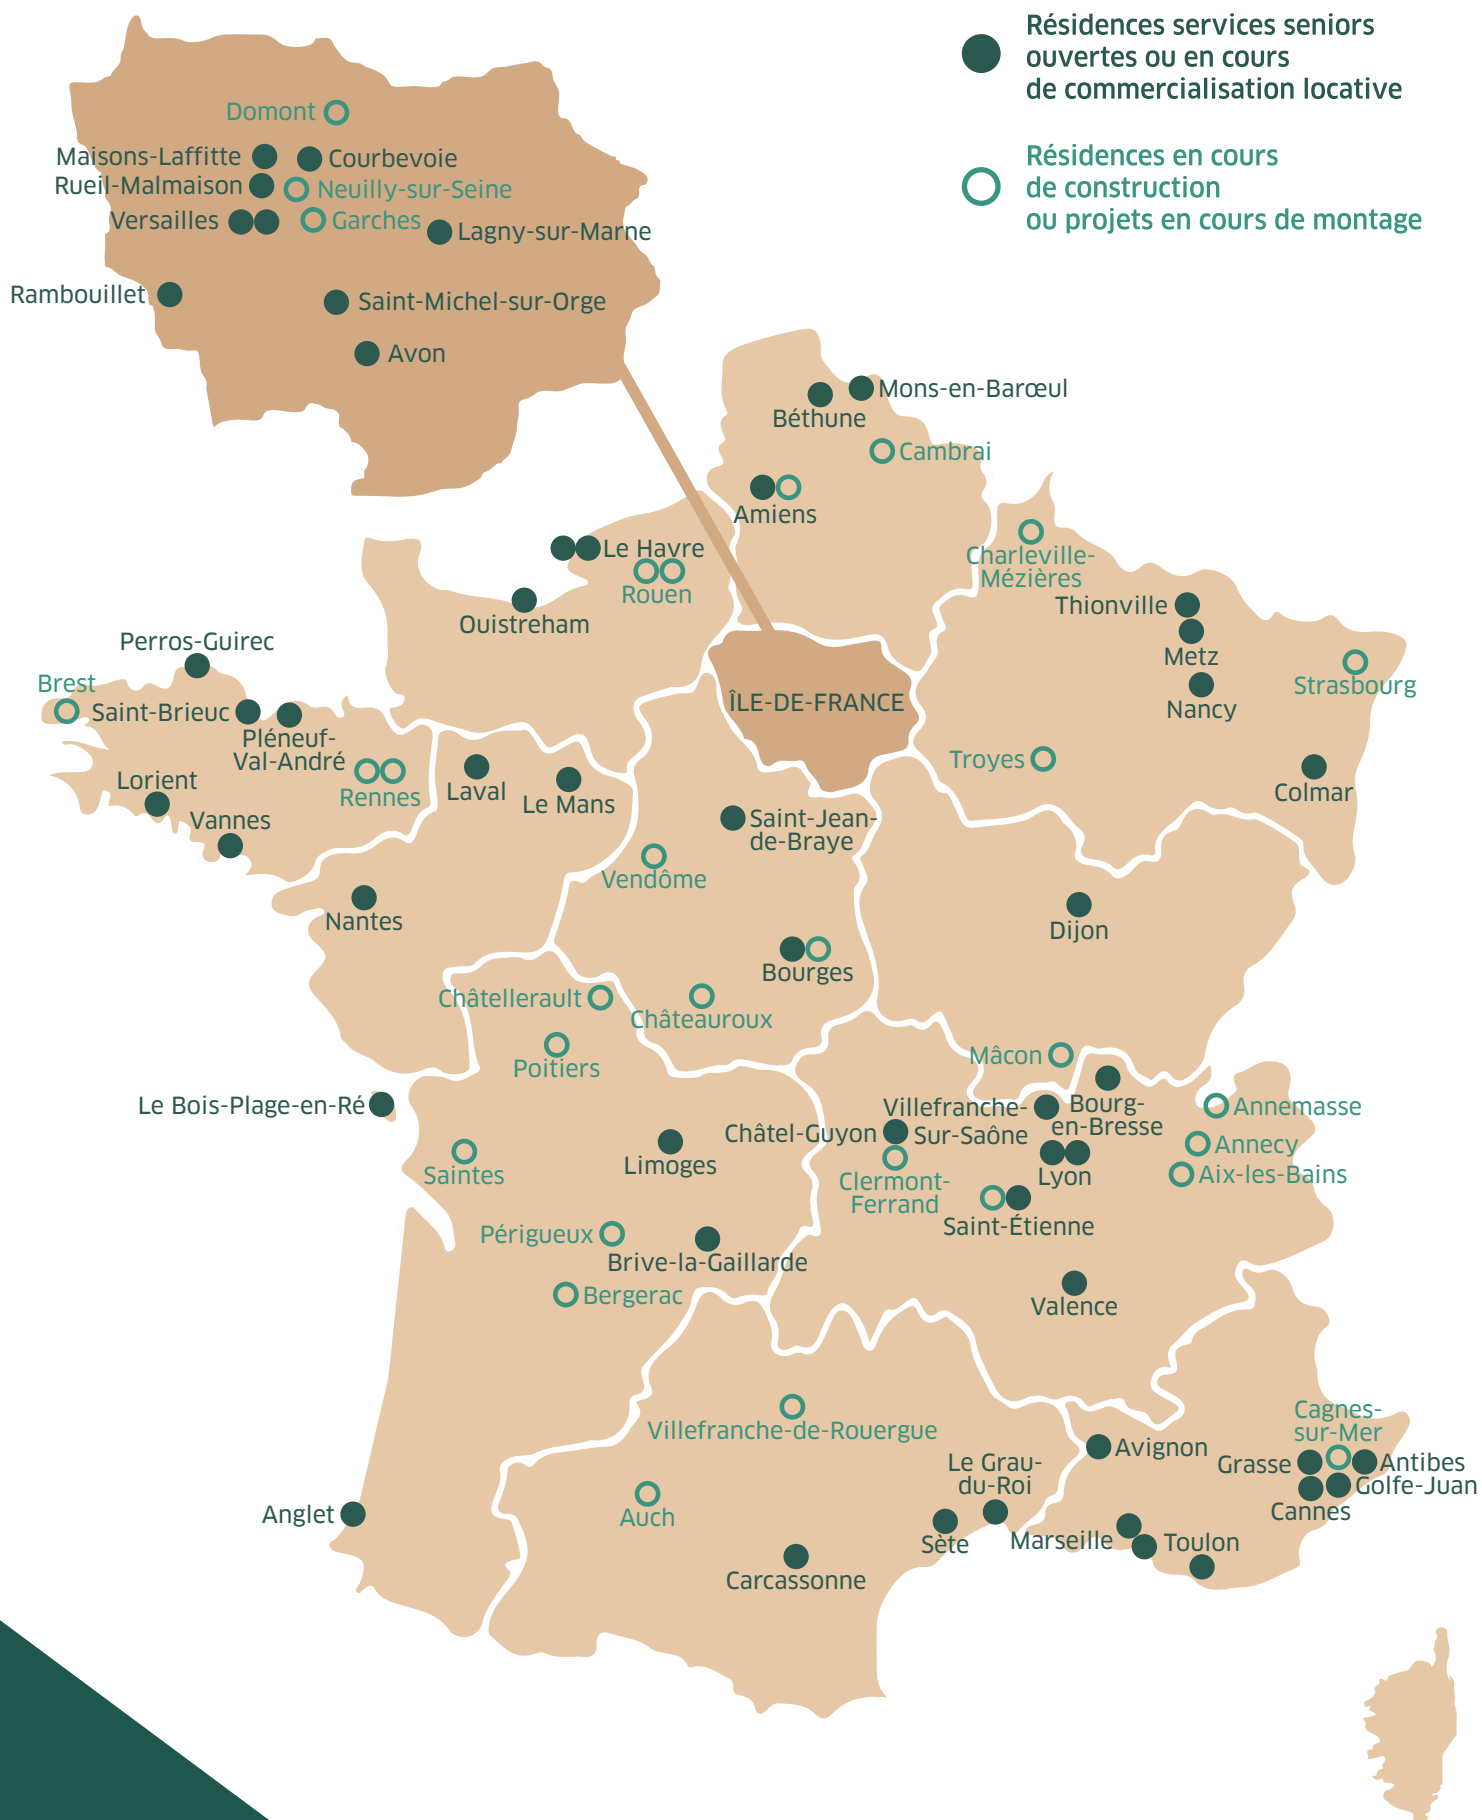 Résidences services seniors
ouvertes ou en cours
de commercialisation locative
Résidences en cours
de construction
ou projets en cours de montage
Domont
Maisons-Laffitte
Courbevoie
Rueil-Malmaison
Neuilly-sur-Seine
Versailles
Garches
Lagny-sur-Marne
Rambouillet
Saint-Michel-sur-Orge
Avon
Mons-en-Barœul
Béthune
Cambrai
Amiens
Le Havre
Rouen
Ouistreham
Charleville-
Mézières
Thionville
Metz
Nancy
Strasbourg
Troyes
Colmar
Perros-Guirec
Brest
Saint-Brieuc
Pléneuf-
Val-André
Lorient
Vannes
Rennes
Laval
Le Mans
ÎLE-DE-FRANCE
Saint-Jean-
de-Braye
Vendôme
Nantes
Dijon
Bourges
Châtellerault
Châteauroux
Poitiers
Mâcon
Le Bois-Plage-en-Ré
Villefranche-
Sur-Saône
Bourg-
en-Bresse
Annemasse
Châtel-Guyon
Annecy
Limoges
Saintes
Lyon
Aix-les-Bains
Clermont-
Ferrand
Saint-Étienne
Périgueux
Brive-la-Gaillarde
Bergerac
Valence
Villefranche-de-Rouergue
Cagnes-
sur-Mer
Avignon
Grasse
Antibes
Golfe-Juan
Cannes
Le Grau-
du-Roi
Anglet
Auch
Sète
Marseille
Toulon
Carcassonne